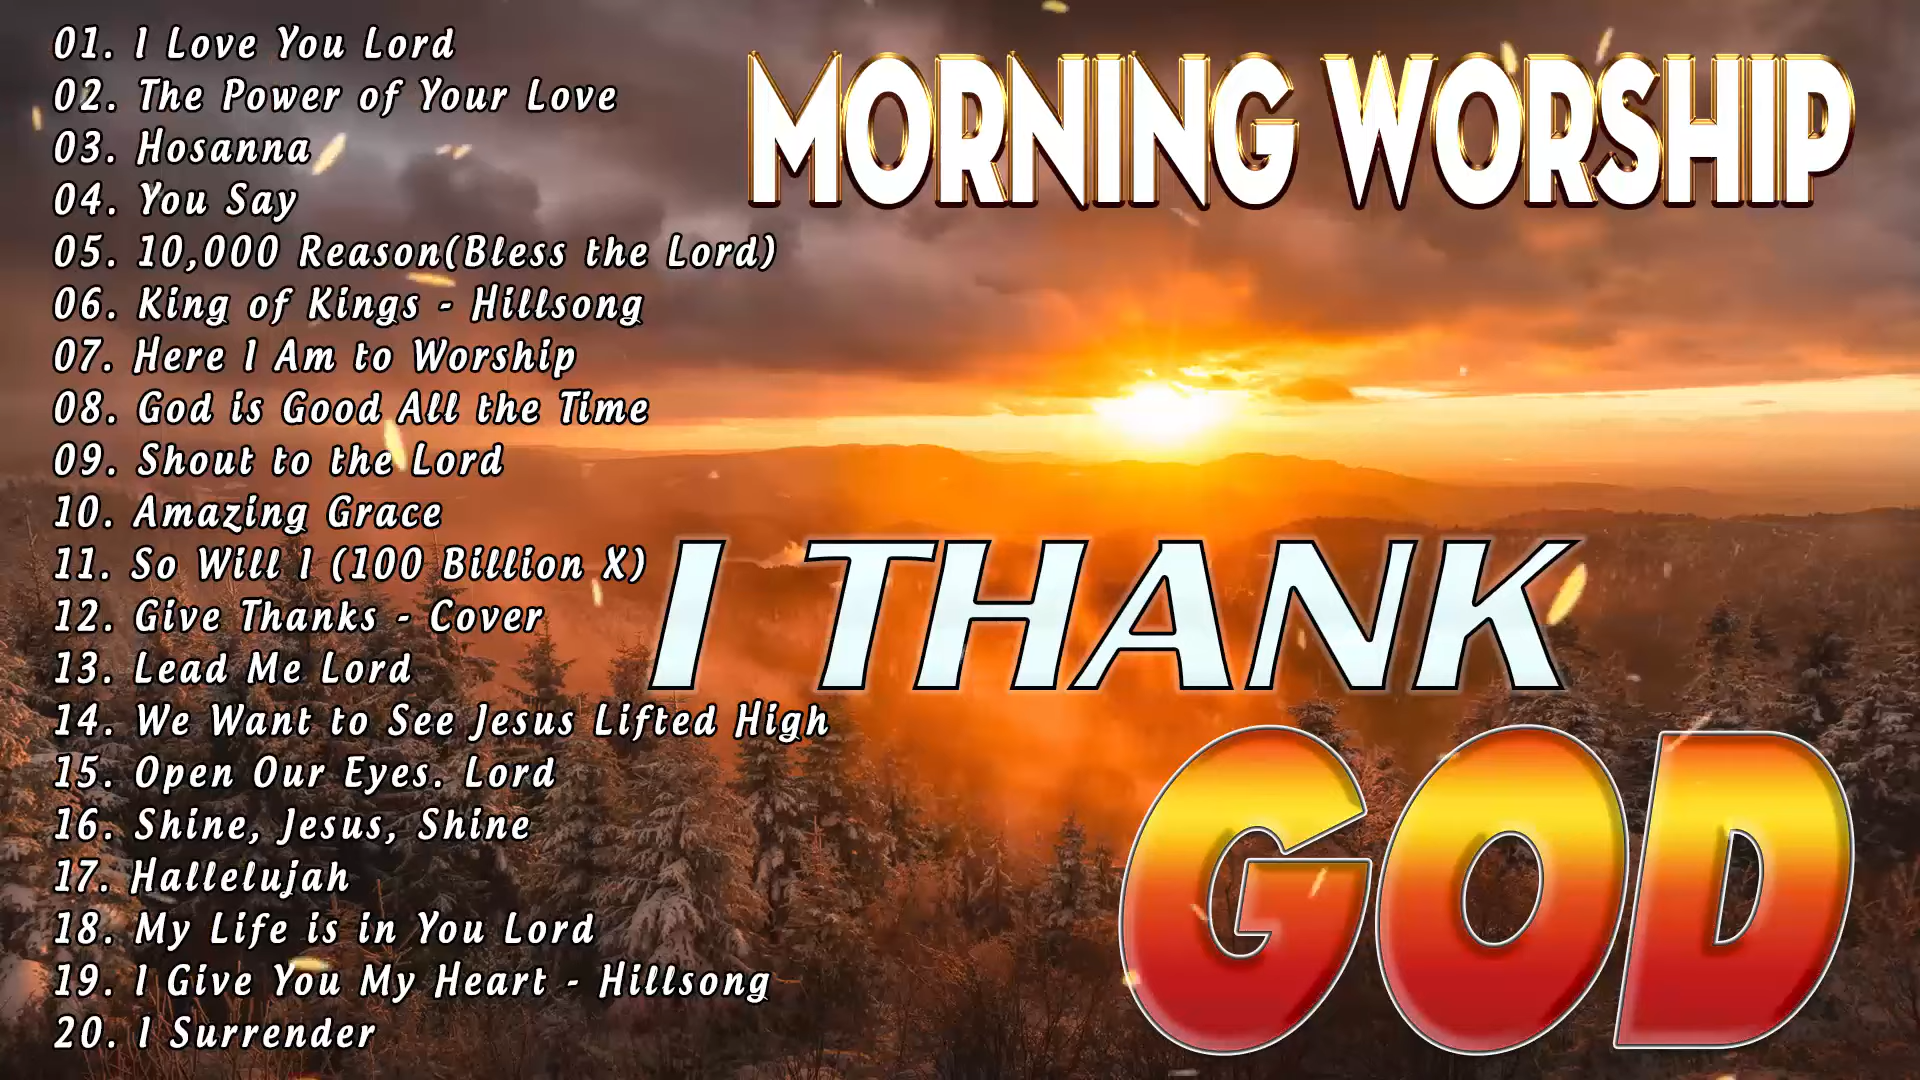 01. I Love You Lord
02. The Power of Your Love
03. Hosanna
04. You Say
05. 10,000 Reason(Bless the Lord)
06. King of Kings - Hillsong
07. Here I Am to Worship
08. God is Good All the Time
09. Shout to the Lord
10. Amazing Grace
11. So Will I (100 Billion X)
12. Give Thanks - Cover
13. Lead Me Lord
14. We Want to See Jesus Lifted High
15. Open Our Eyes. Lord
16. Shine, Jesus, Shine
17. Hallelujah
18. My Life is in You Lord
19. I Give You My Heart - Hillsong
20. I Surrender
MORNING WORSHIP
I THANK
GOD